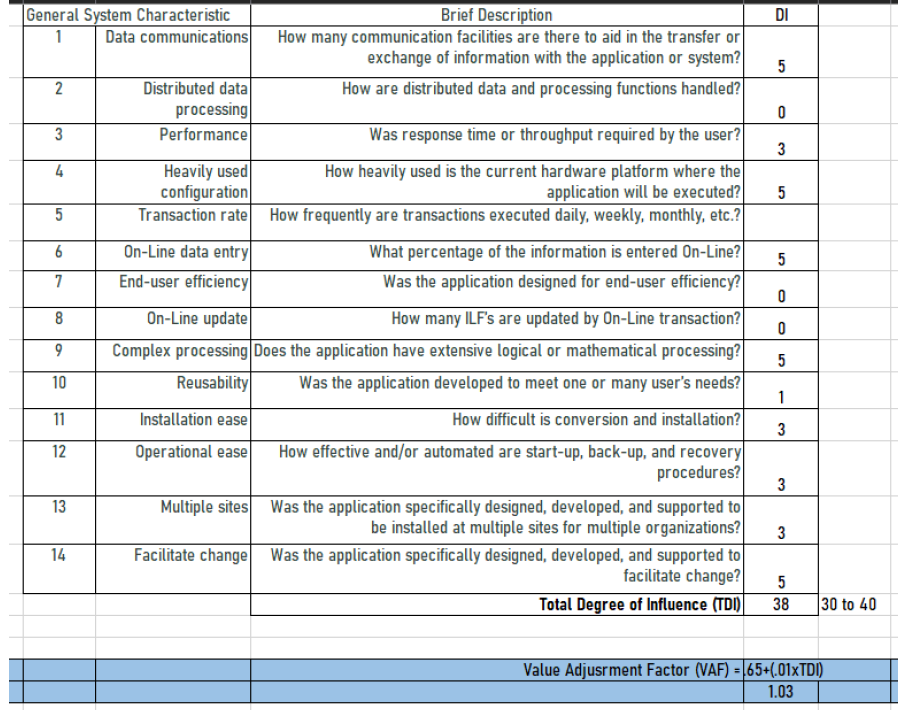 General System Characteristic Brief Description DI
1 Data communications How many communication facilities are there to aid in the transfer or
exchange of information with the application or system? 5
2 Distributed data How are distributed data and processing functions handled?
processing 0
3 Performance Was response time or throughput required by the user? 3
4 Heavily used How heavily used is the current hardware platform where the
configuration application will be executed? 5
5 Transaction rate How frequently are transactions executed daily, weekly, monthly, etc.?
6 On-Line data entry What percentage of the information is entered On-Line? 5
7 End-user efficiency Was the application designed for end-user efficiency? 0
8 On-Line update How many ILF's are updated by On-Line transaction? 0
9 Complex processing Does the application have extensive logical or mathematical processing? 5
10 Reusability Was the application developed to meet one or many user's needs? 1
11 Installation ease How difficult is conversion and installation? 3
12 Operational ease How effective and/or automated are start-up, back-up, and recovery
procedures? 3
13 Multiple sites Was the application specifically designed, developed, and supported to
be installed at multiple sites for multiple organizations? 3
14 Facilitate change Was the application specifically designed, developed, and supported to
facilitate change? 5
Total Degree of Influence (TDI) 38 30 to 40
Value Adjusrment Factor (VAF) = .65+(.01xTDI)
1.03